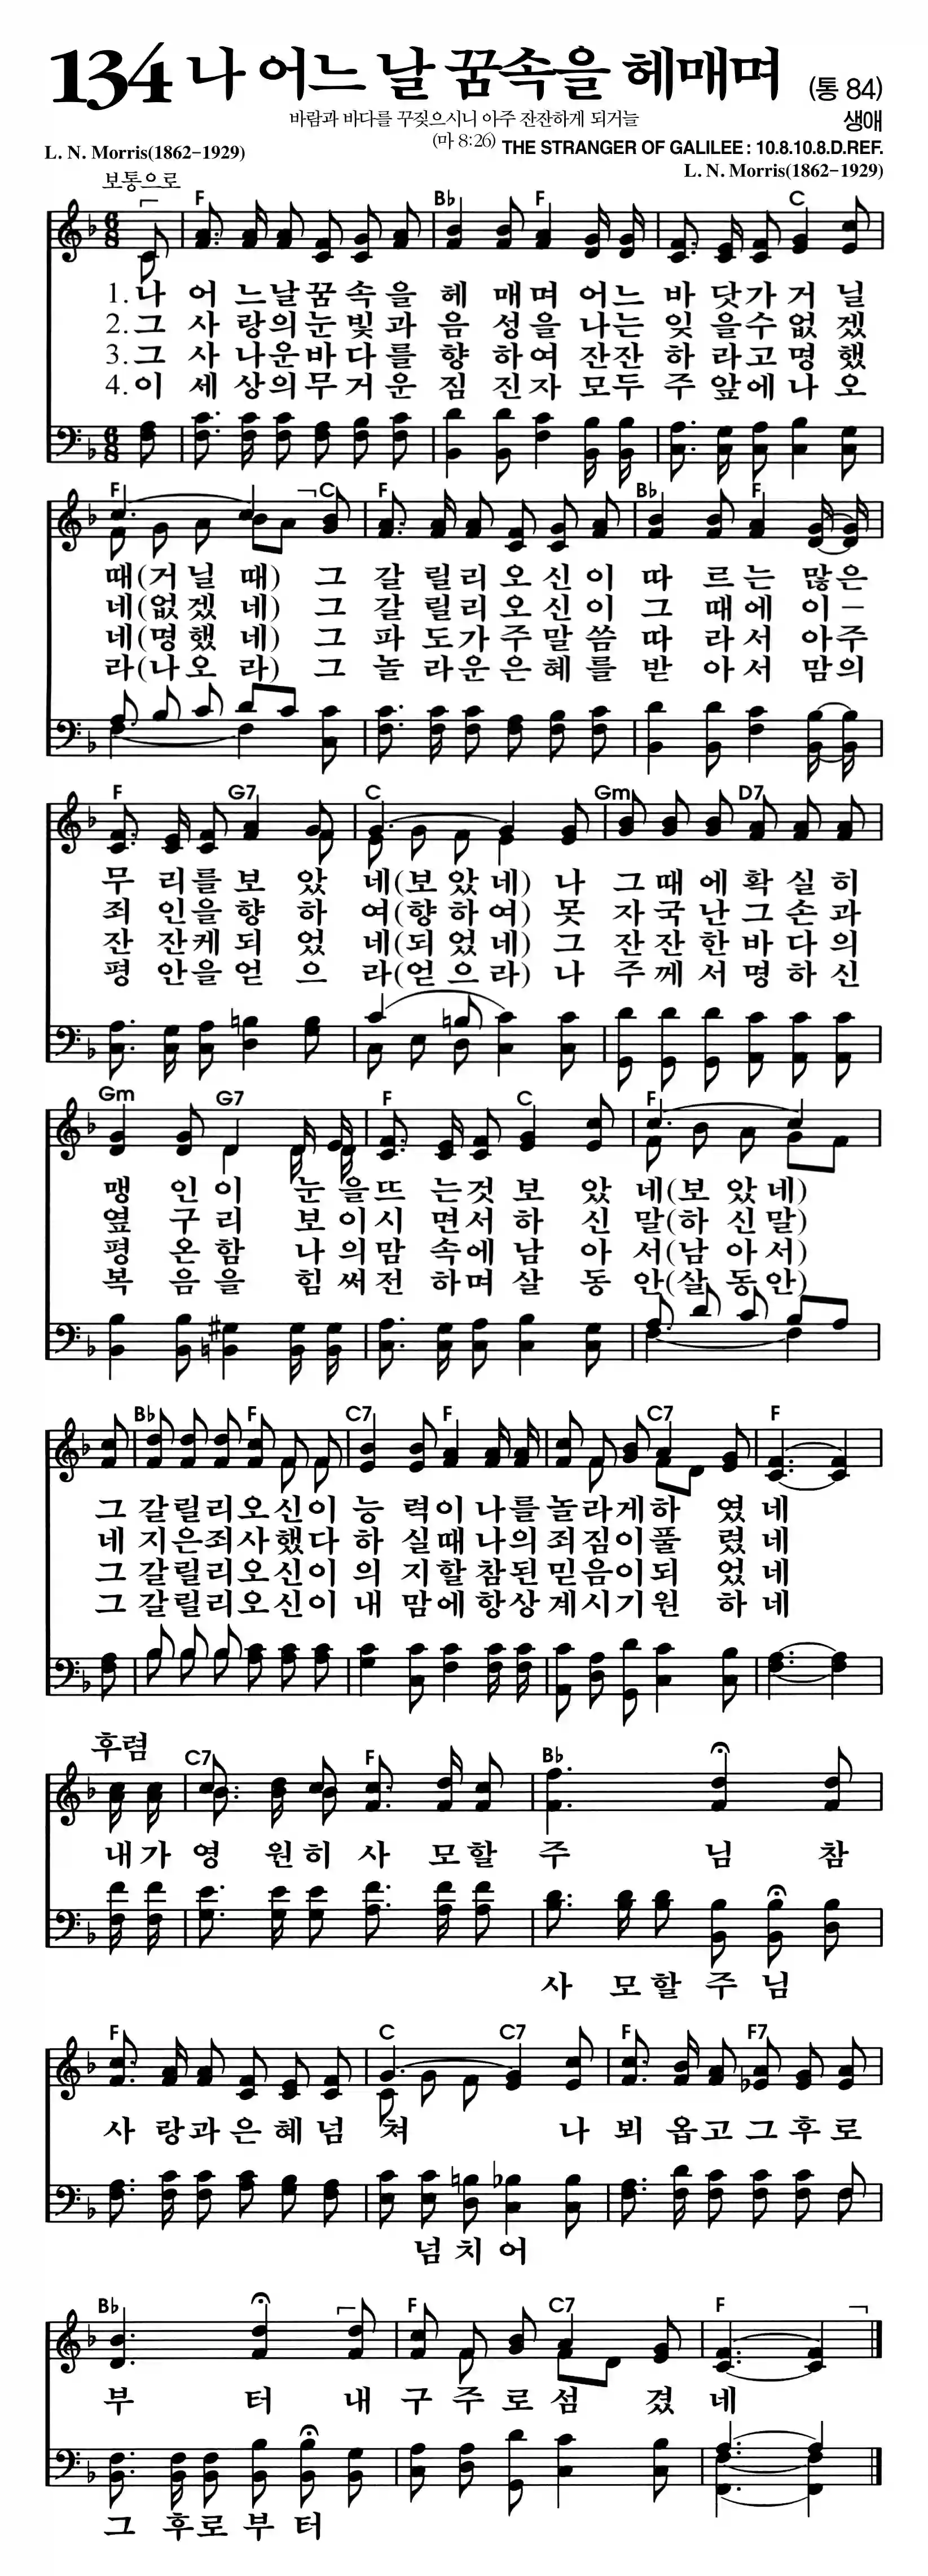 134 나 어느 날 꿈속을 헤매며 (통 84)
바람과 바다를 꾸짖으시니 아주 잔잔하게 되거늘 생애
(마 8:26)
L. N. Morris(1862-1929) THE STRANGER OF GALILEE : 10.8.10.8.D.REF.
L. N. Morris(1862-1929)
보통으로
F B♭ F C
1. 나 어 느날 꿈 속 을 헤 매며 어느 바 닷가 거 닐
2. 그 사 랑의 눈 빛 과 음 성을 나는 잊 을수 없 겠
3. 그 사 나운 바 다 를 향 하여 잔잔 하 라고 명 했
4. 이 세 상의 무 거 운 짐 진자 모두 주 앞에 나 오
F C F B♭ F
때(거 닐 때) 그 갈 릴리 오 신 이 따 르는 많은
네(없겠 네) 그 갈 릴리 오 신 이 그 때에 이–
네(명했 네) 그 파 도가 주 말 씀 따 라서 아주
라(나오 라) 그 놀 라운 은 혜 를 받 아서 맘의
F G7 C Gm D7
무 리를 보 았 네(보 았 네) 나 그 때 에 확 실 히
죄 인을 향 하 여(향 하 여) 못 자 국 난 그 손 과
잔 잔케 되 었 네(되 었 네) 그 잔 잔 한 바 다 의
평 안을 얻 으 라(얻 으 라) 나 주 께 서 명 하 신
Gm G7 F C F
맹 인 이 눈 을 뜨 는것 보 았 네(보 았 네)
옆 구 리 보 이 시 면서 하 신 말(하 신 말)
평 온 함 나 의 맘 속에 남 아 서(남 아 서)
복 음 을 힘 써 전 하며 살 동 안(살 동 안)
B♭ F C7 F C7 F
그 갈릴리오신이 능 력이 나를 놀라게하 였 네
네 지은죄사했다 하 실때 나의 죄짐이풀 렸 네
그 갈릴리오신이 의 지할 참된 믿음이되 었 네
그 갈릴리오신이 내 맘에 항상 계시기원 하 네
후렴
C7 F B♭
내가 영 원히 사 모할 주 님 참
사 모할 주 님
F C C7 F F7
사 랑과 은 혜 넘 쳐 나 뵈 옵고 그 후 로
넘 치 어
B♭ F C7 F
부 터 내 구 주 로 섬 겼 네
그 후로 부 터